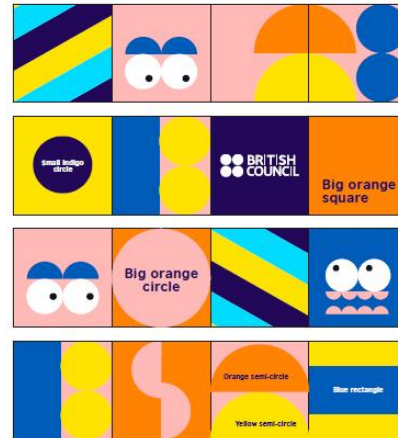 Small indigo
circle
BRITISH
COUNCIL
Big orange
square
Big orange
circle
Orange semi-circle
Yellow semi-circle
Blue rectangle